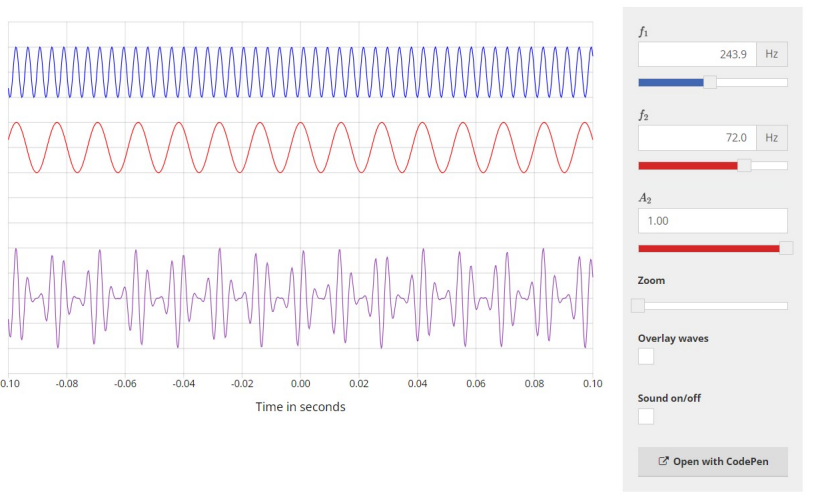 0.10 -0.08 -0.06 -0.04 -0.02 0.00 0.02 0.04 0.06 0.08 0.10
Time in seconds
f₁
243.9 Hz
f₂
72.0 Hz
A₂
1.00
Zoom
Overlay waves
Sound on/off
Open with CodePen